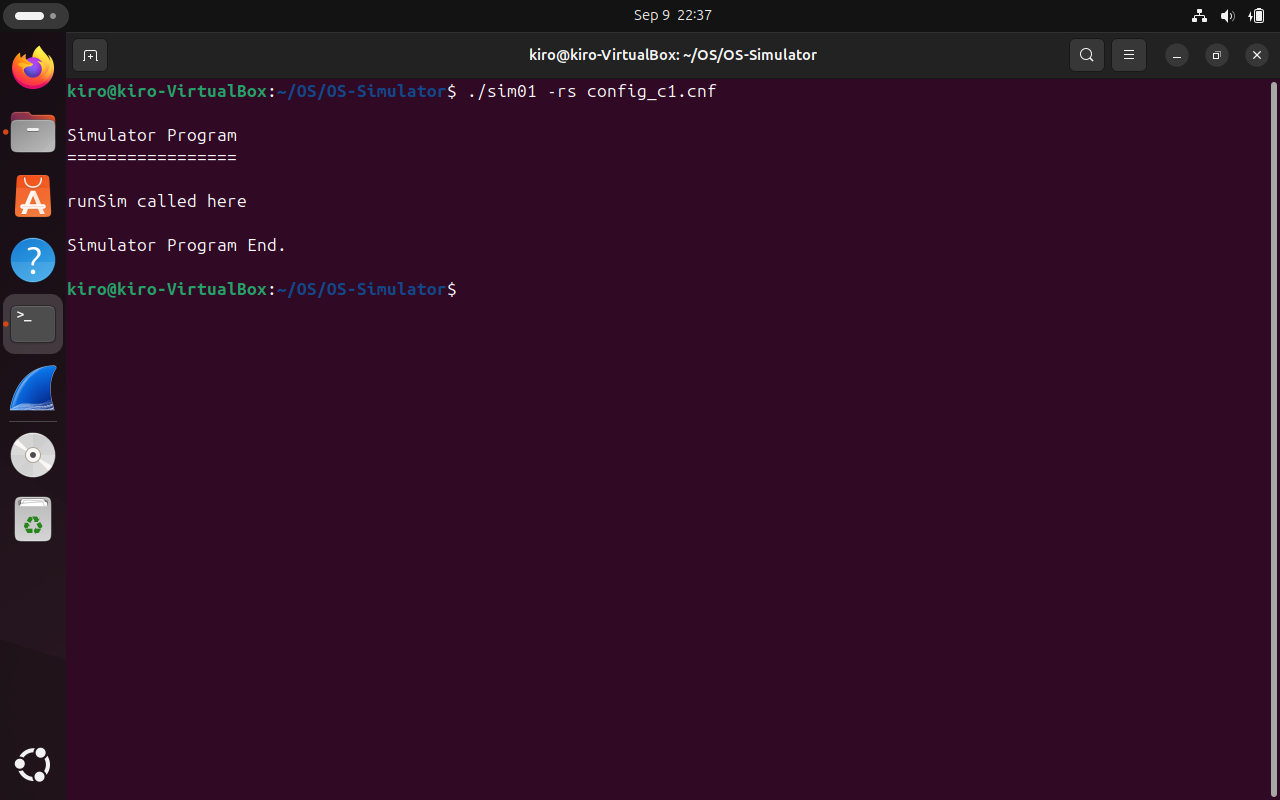 Sep 9 22:37
kiro@kiro-VirtualBox: ~/OS/OS-Simulator
kiro@kiro-VirtualBox:~/OS/OS-Simulator$ ./sim01 -rs config_c1.cnf
Simulator Program
=================
runSim called here
Simulator Program End.
kiro@kiro-VirtualBox:~/OS/OS-Simulator$